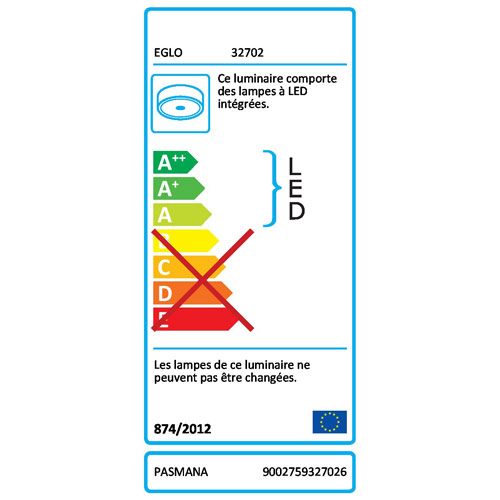 EGLO 32702
Ce luminaire comporte
des lampes à LED
intégrées.
A++
A+
A
B
C
D
E
LED
Les lampes de ce luminaire ne
peuvent pas être changées.
874/2012
PASMANA 9002759327026